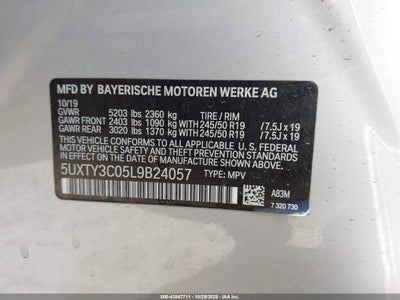 MFD BY BAYERISCHE MOTOREN WERKE AG
10/19
GVWR 5203 lbs 2360 kg TIRE / RIM
GAWR FRONT 2403 lbs 1090 kg WITH 245/50 R19 /7.5J x 19
GAWR REAR 3020 lbs 1370 kg WITH 245/50 R19 /7.5J x 19
THIS VEHICLE CONFORMS TO ALL APPLICABLE U.S. FEDERAL
MOTOR VEHICLE SAFETY, BUMPER, AND THEFT PREVENTION
STANDARDS IN EFFECT ON THE DATE OF MANUFACTURE
SHOWN ABOVE.
5UXTY3C05L9B24057 TYPE: MPV
A83M
7 320 730
000-43547711 - 10/28/2025 - IAA, Inc.